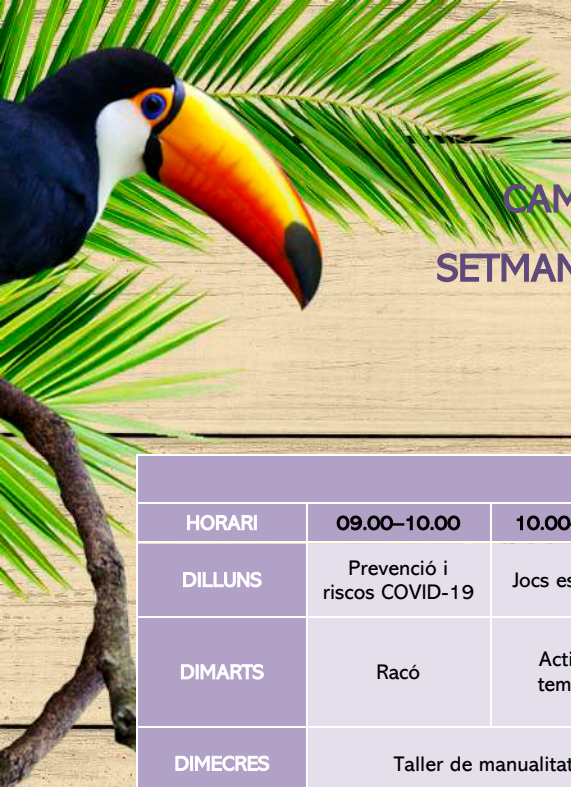 CAM
SETMAN
HORARI 09.00–10.00 10.00
DILLUNS Prevenció i riscos COVID-19 Jocs es
DIMARTS Racó Acti tem
DIMECRES Taller de manualitat